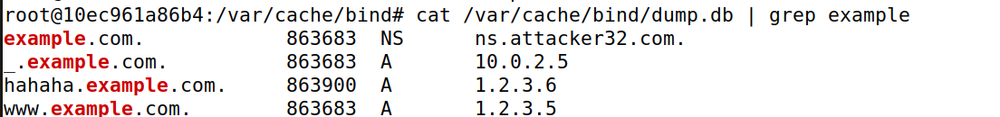 root@10ec961a86b4:/var/cache/bind# cat /var/cache/bind/dump.db | grep example
example.com. 863683 NS ns.attacker32.com.
_.example.com. 863683 A 10.0.2.5
hahaha.example.com. 863900 A 1.2.3.6
www.example.com. 863683 A 1.2.3.5